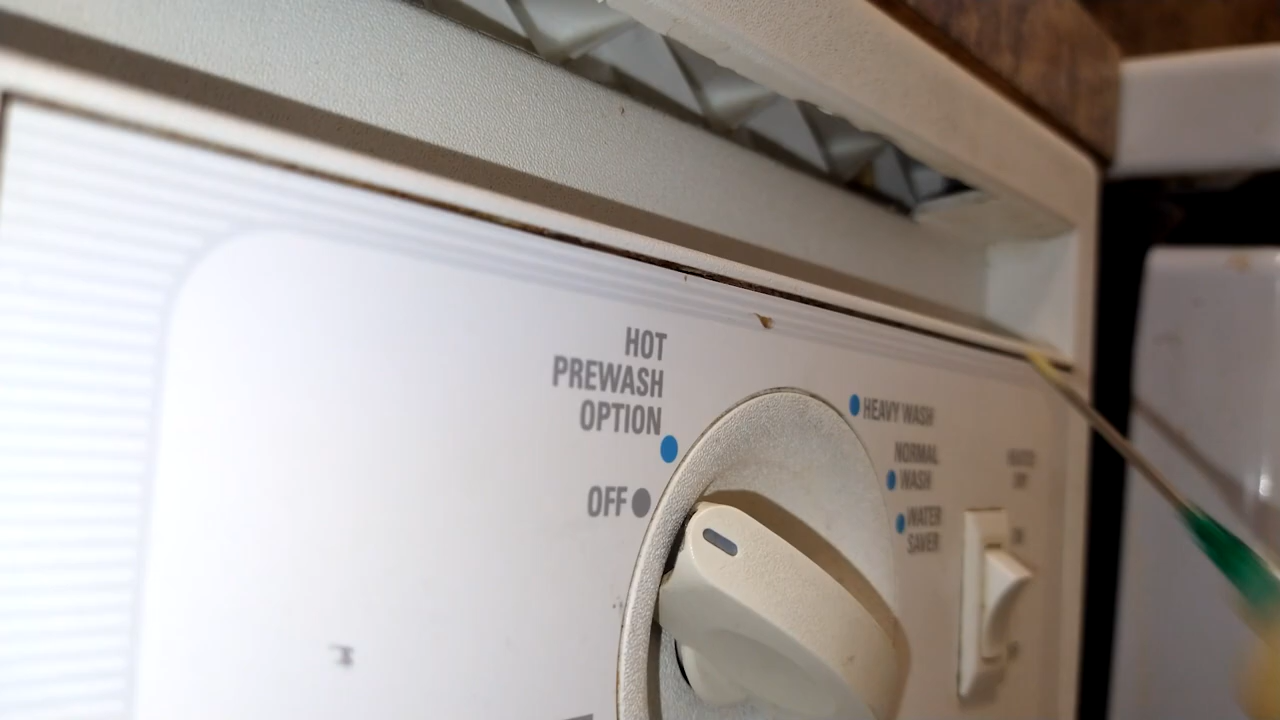 HOT
PREWASH
OPTION
OFF
HEAVY WASH
NORMAL
WASH
WATER
SAVER